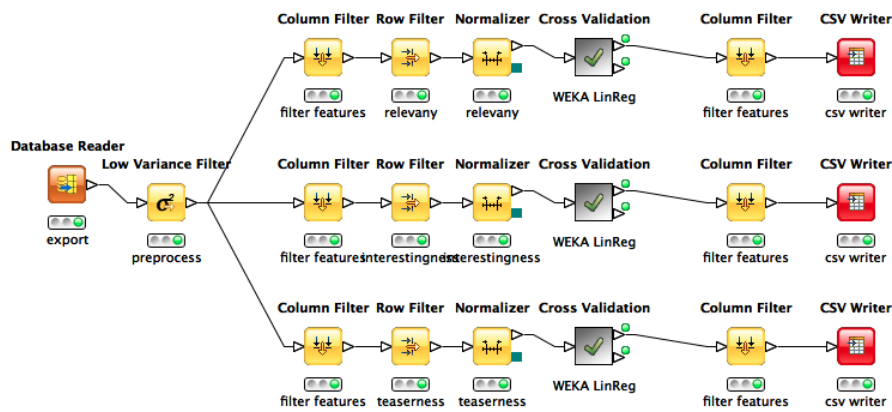 Column Filter Row Filter Normalizer Cross Validation Column Filter CSV Writer
WEKA LinReg
filter features relevany relevany filter features csv writer
Database Reader
Low Variance Filter Column Filter Row Filter Normalizer Cross Validation Column Filter CSV Writer
export
preprocess
WEKA LinReg
filter features interestingness interestingness filter features csv writer
Column Filter Row Filter Normalizer Cross Validation Column Filter CSV Writer
WEKA LinReg
filter features teaserness teaserness filter features csv writer